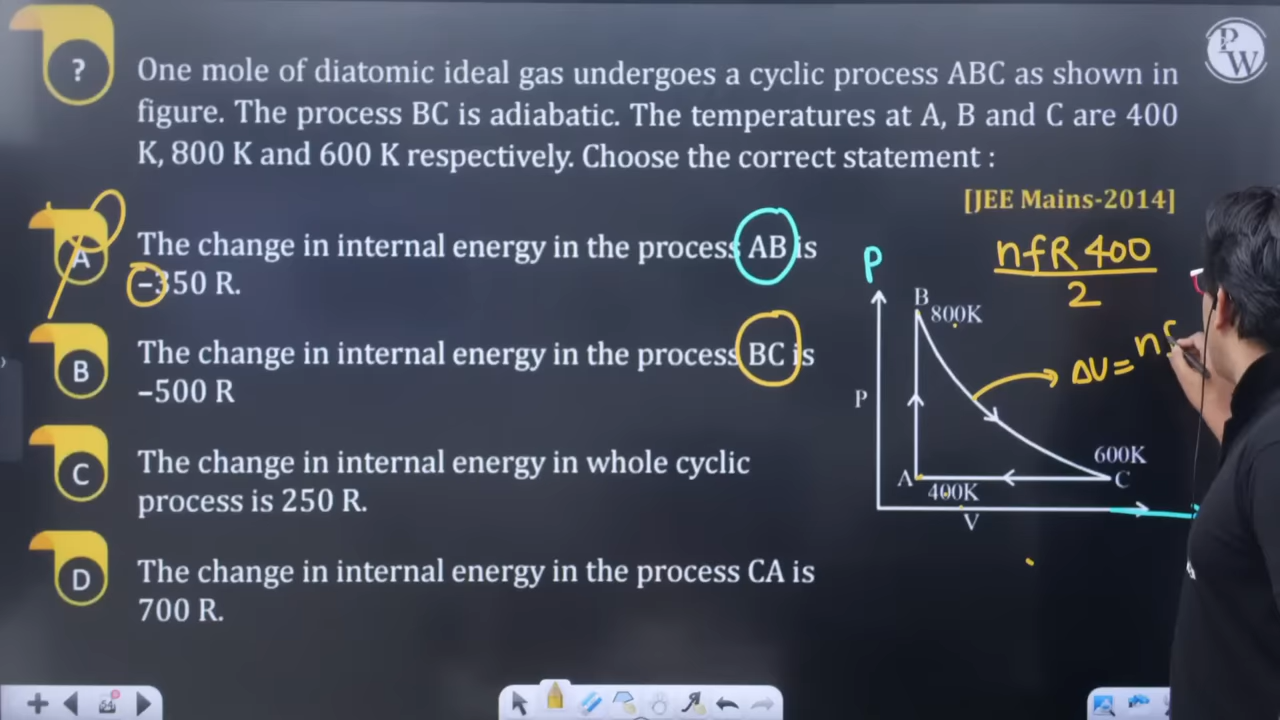 ?
One mole of diatomic ideal gas undergoes a cyclic process ABC as shown in
figure. The process BC is adiabatic. The temperatures at A, B and C are 400
K, 800 K and 600 K respectively. Choose the correct statement :
[JEE Mains-2014]
PW
A
The change in internal energy in the process AB is
–350 R.
B
The change in internal energy in the process BC is
–500 R
C
The change in internal energy in whole cyclic
process is 250 R.
D
The change in internal energy in the process CA is
700 R.
nfR 400
2
P
B
800K
ΔU = nf
P
600K
A
C
400K
V